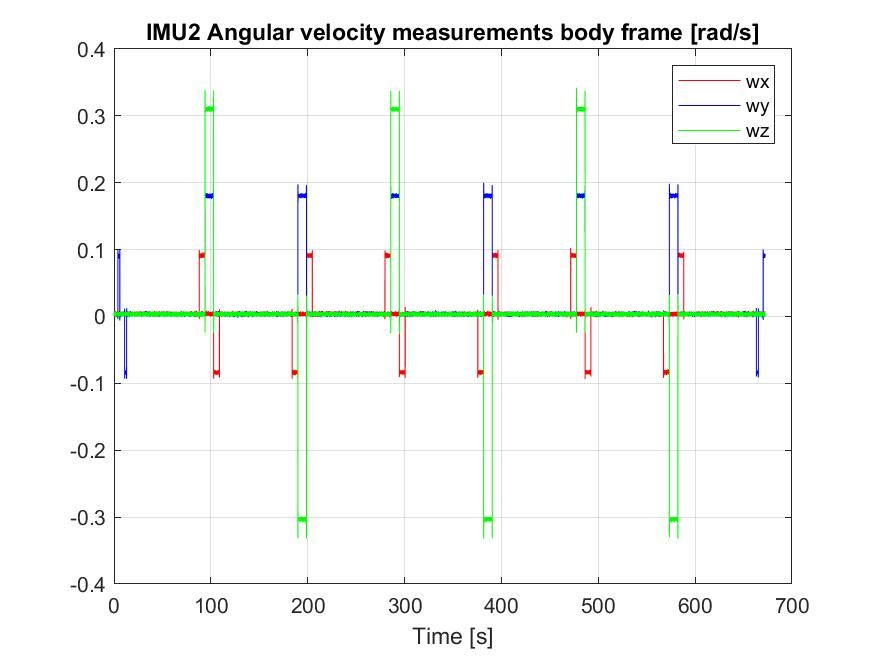 IMU2 Angular velocity measurements body frame [rad/s]
0.4
0.3
0.2
0.1
0
-0.1
-0.2
-0.3
-0.4
wx
wy
wz
0 100 200 300 400 500 600 700
Time [s]